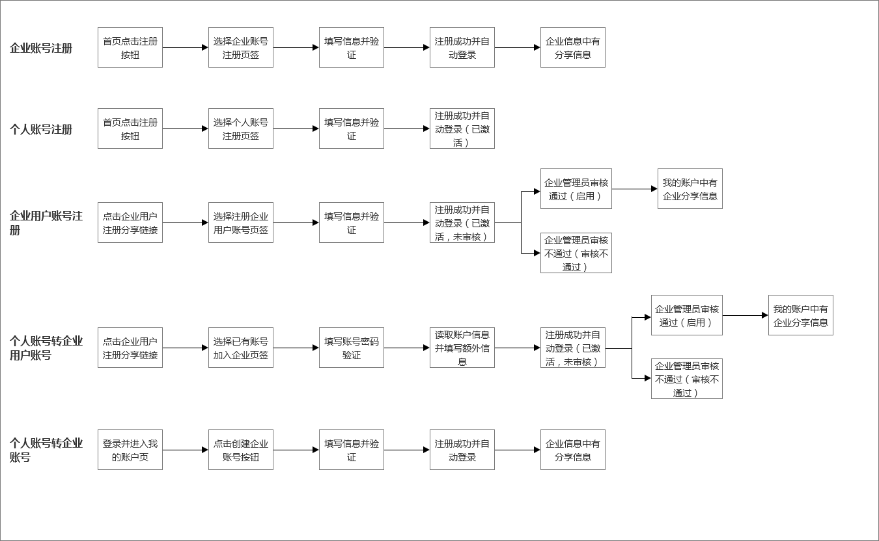 企业账号注册
首页点击注册
按钮
选择企业账号
注册页签
填写信息并验
证
注册成功并自
动登录
企业信息中有
分享信息
个人账号注册
首页点击注册
按钮
选择个人账号
注册页签
填写信息并验
证
注册成功并自
动登录（已激
活）
企业用户账号注
册
点击企业用户
注册分享链接
选择注册企业
用户账号页签
填写信息并验
证
注册成功并自
动登录（已激
活，未审核）
企业管理员审核
通过（启用）
我的账户中有
企业分享信息
企业管理员审核
不通过（审核不
通过）
个人账号转企业
用户账号
点击企业用户
注册分享链接
选择已有账号
加入企业页签
填写账号密码
验证
读取账户信息
并填写额外信
息
注册成功并自
动登录（已激
活，未审核）
企业管理员审核
通过（启用）
我的账户中有
企业分享信息
企业管理员审核
不通过（审核不
通过）
个人账号转企业
账号
登录并进入我
的账户页
点击创建企业
账号按钮
填写信息并验
证
注册成功并自
动登录
企业信息中有
分享信息